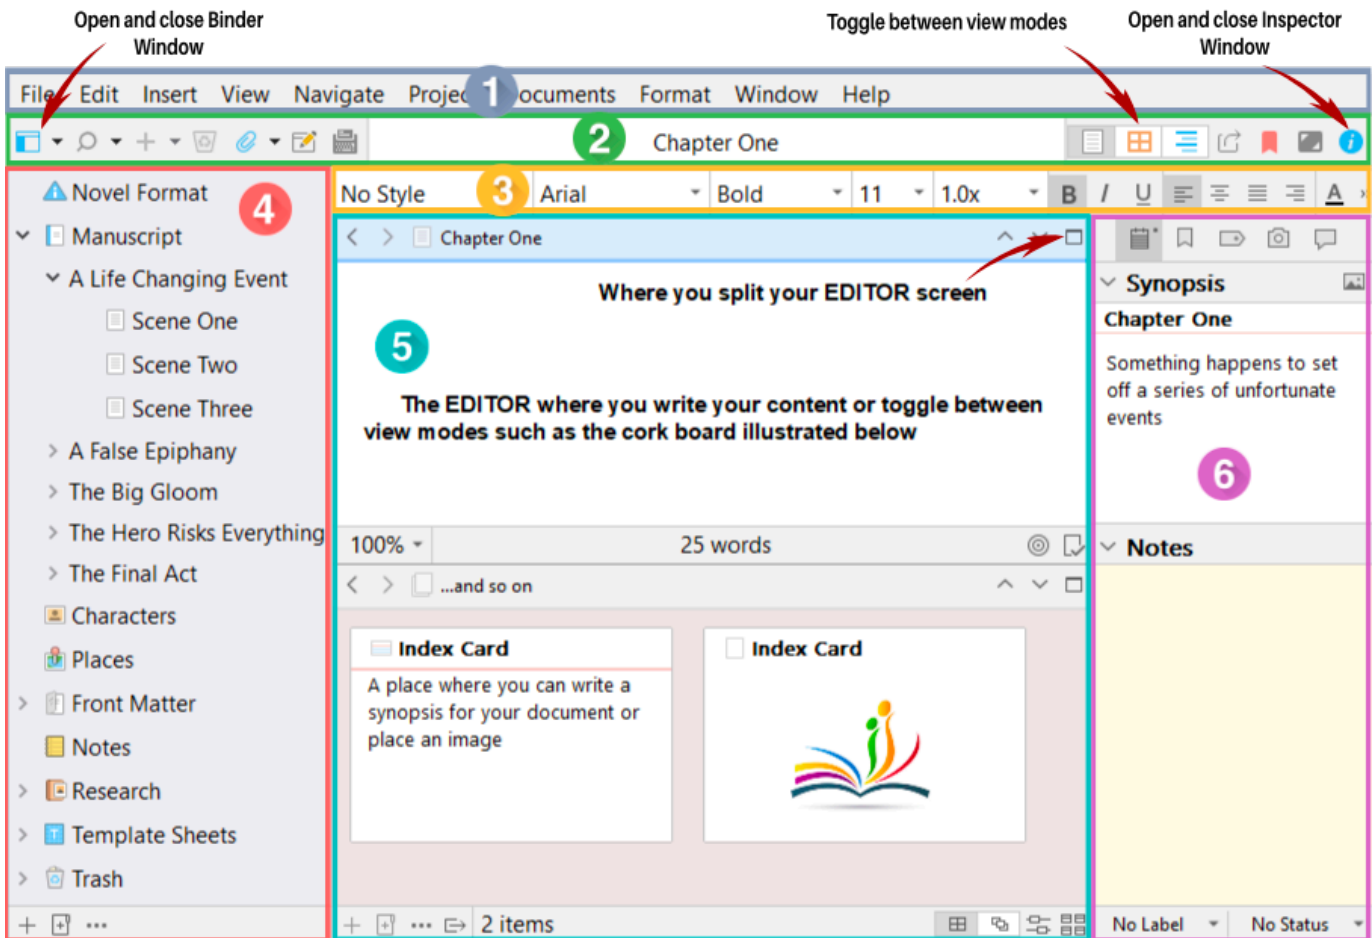 Open and close Binder
Window
Toggle between view modes
Open and close Inspector
Window
File Edit Insert View Navigate Project Documents Format Window Help
1
2
Chapter One
3
No Style Arial Bold 11 1.0x B I U A
4
Novel Format
Manuscript
A Life Changing Event
Scene One
Scene Two
Scene Three
A False Epiphany
The Big Gloom
The Hero Risks Everything
The Final Act
Characters
Places
Front Matter
Notes
Research
Template Sheets
Trash
Chapter One
Where you split your EDITOR screen
5
The EDITOR where you write your content or toggle between
view modes such as the cork board illustrated below
100% 25 words
...and so on
Index Card
A place where you can write a
synopsis for your document or
place an image
Index Card
2 items
Synopsis
Chapter One
Something happens to set
off a series of unfortunate
events
6
Notes
No Label No Status